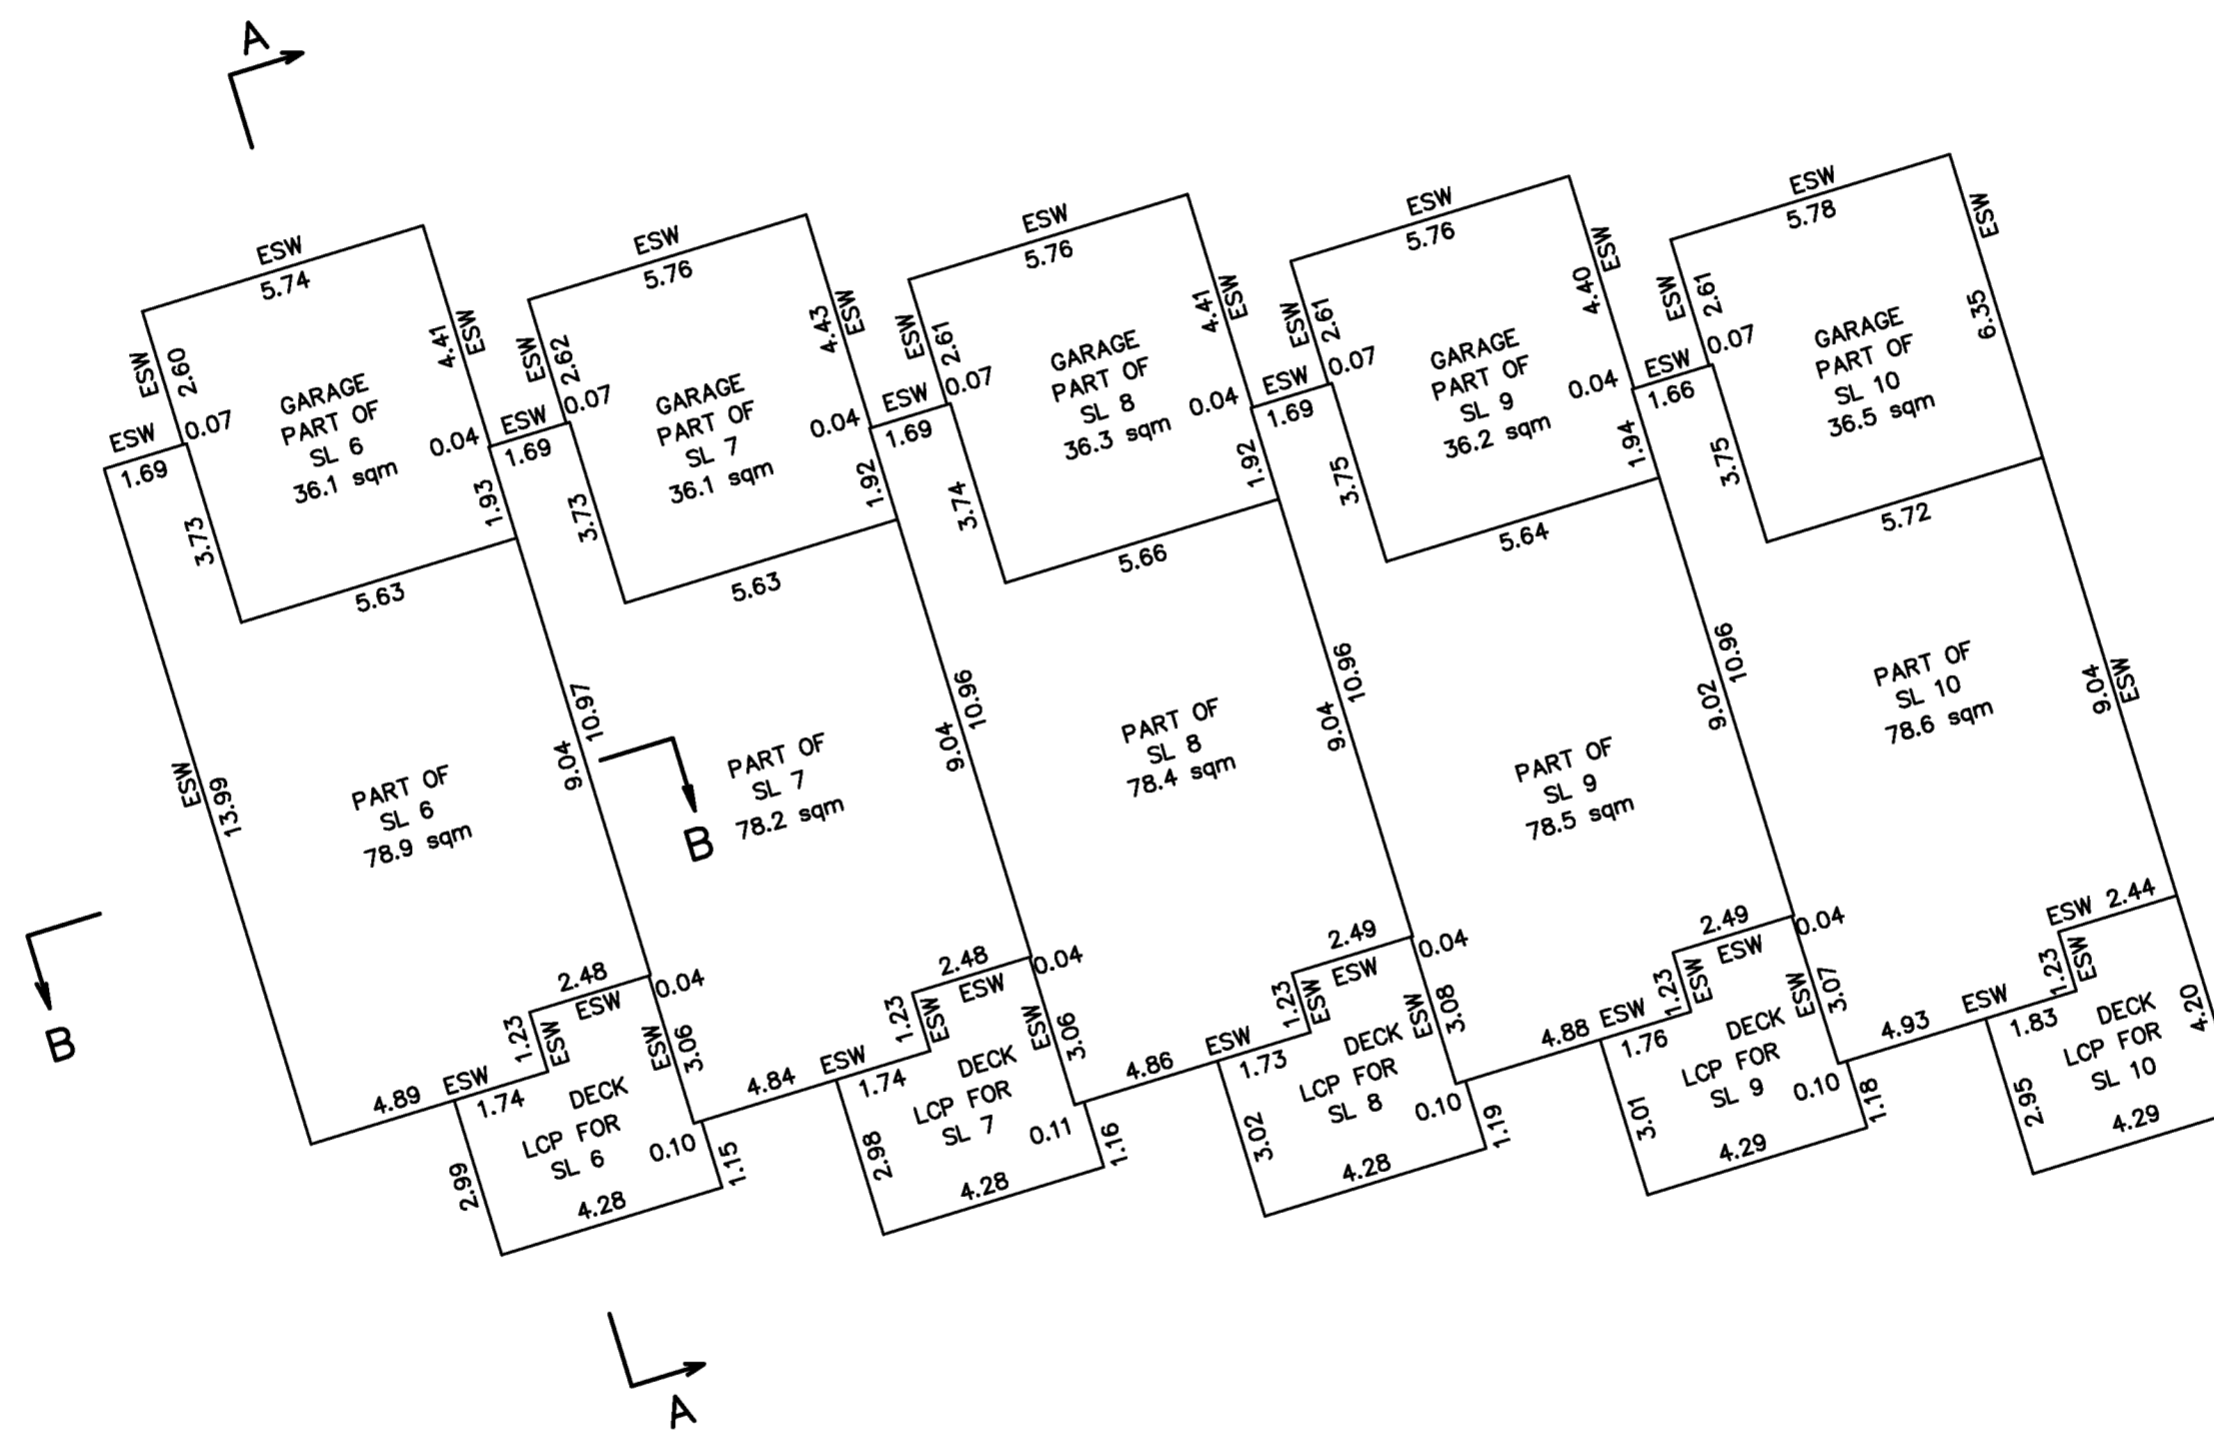 A
ESW
5.74
ESW
2.60
4.41
ESW
ESW
1.69
0.07
GARAGE
PART OF
SL 6
36.1 sqm
0.04
1.93
3.73
5.63
ESW
13.99
PART OF
SL 6
78.9 sqm
9.04
10.97
2.48
ESW
0.04
1.23
ESW
ESW
3.06
4.89
ESW
1.74
DECK
LCP FOR
SL 6
0.10
1.15
2.99
4.28
ESW
5.76
ESW
2.62
4.43
ESW
ESW
1.69
0.07
GARAGE
PART OF
SL 7
36.1 sqm
0.04
1.92
3.73
5.63
PART OF
SL 7
78.2 sqm
B
9.04
10.96
2.48
ESW
0.04
1.23
ESW
ESW
3.06
4.84
ESW
1.74
DECK
LCP FOR
SL 7
0.11
1.16
2.98
4.28
ESW
5.76
ESW
2.61
4.41
ESW
ESW
1.69
0.07
GARAGE
PART OF
SL 8
36.3 sqm
0.04
1.92
3.74
5.66
PART OF
SL 8
78.4 sqm
9.04
10.96
2.49
ESW
0.04
1.23
ESW
ESW
3.08
4.86
ESW
1.73
DECK
LCP FOR
SL 8
0.10
1.19
3.02
4.28
ESW
5.76
ESW
2.61
4.40
ESW
ESW
1.69
0.07
GARAGE
PART OF
SL 9
36.2 sqm
0.04
1.94
3.75
5.64
PART OF
SL 9
78.5 sqm
9.02
10.96
2.49
ESW
0.04
1.23
ESW
ESW
3.07
4.88
ESW
1.76
DECK
LCP FOR
SL 9
0.10
1.18
3.01
4.29
ESW
5.78
ESW
2.61
6.35
ESW
ESW
1.66
0.07
GARAGE
PART OF
SL 10
36.5 sqm
3.75
5.72
PART OF
SL 10
78.6 sqm
9.04
ESW
ESW 2.44
1.23
ESW
4.93
ESW
1.83
DECK
LCP FOR
SL 10
4.20
2.95
4.29
B
A